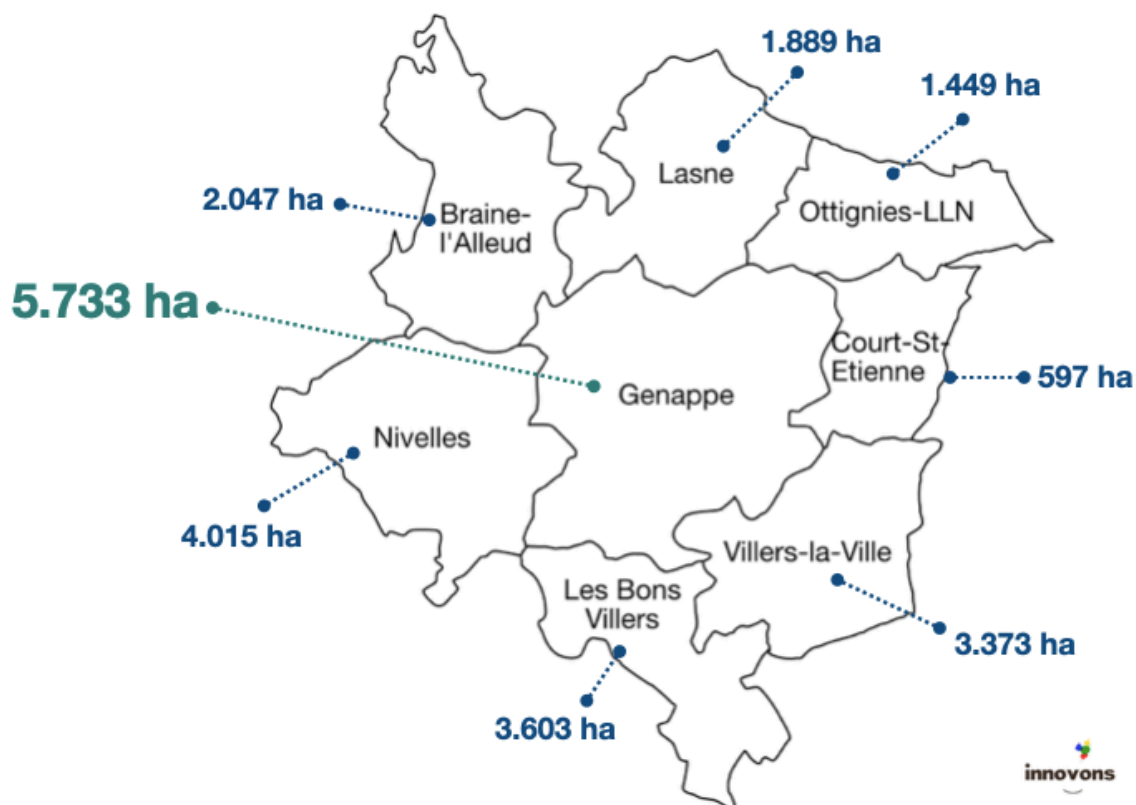 1.889 ha
1.449 ha
Lasne
2.047 ha
Braine-
l'Alleud
Ottignies-LLN
5.733 ha
Court-St-
Etienne
597 ha
Genappe
Nivelles
4.015 ha
Villers-la-Ville
Les Bons
Villers
3.373 ha
3.603 ha
innovons